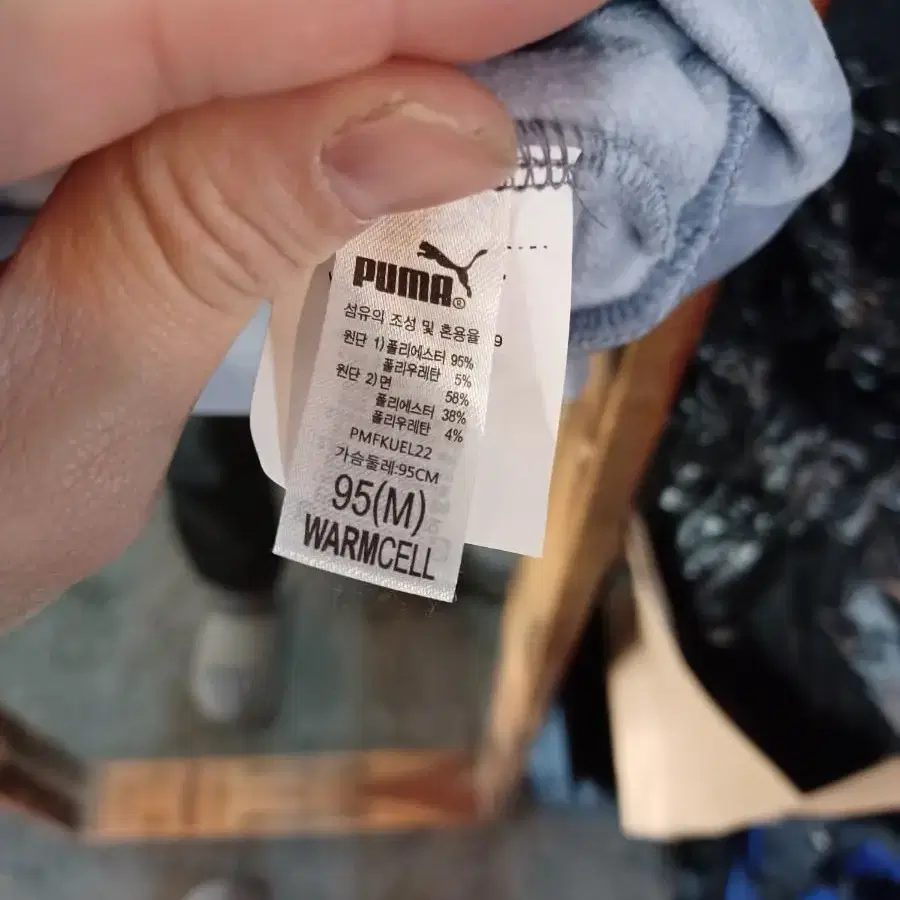 PUMA®
섬유의 조성 및 혼용율
원단 1)폴리에스터 95%
폴리우레탄 5%
원단 2)면 58%
폴리에스터 38%
폴리우레탄 4%
PMFKUEL22
가슴둘레:95CM
95(M)
WARMCELL
9